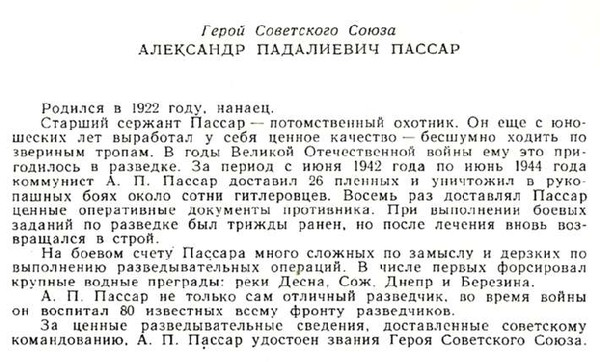 Герой Советского Союза
АЛЕКСАНДР ПАДАЛИЕВИЧ ПАССАР
Родился в 1922 году, нанаец.
Старший сержант Пассар — потомственный охотник. Он еще с юно-
шеских лет выработал у себя ценное качество — бесшумно ходить по
звериным тропам. В годы Великой Отечественной войны ему это при-
годилось в разведке. За период с июня 1942 года по июнь 1944 года
коммунист А. П. Пассар доставил 26 пленных и уничтожил в руко-
пашных боях около сотни гитлеровцев. Восемь раз доставлял Пассар
ценные оперативные документы противника. При выполнении боевых
заданий по разведке был трижды ранен, но после лечения вновь воз-
вращался в строй.
На боевом счету Пассара много сложных по замыслу и дерзких по
выполнению разведывательных операций. В числе первых форсировал
крупные водные преграды: реки Десна, Сож, Днепр и Березина.
А. П. Пассар не только сам отличный разведчик, во время войны
он воспитал 80 известных всему фронту разведчиков.
За ценные разведывательные сведения, доставленные советскому
командованию, А. П. Пассар удостоен звания Героя Советского Союза.